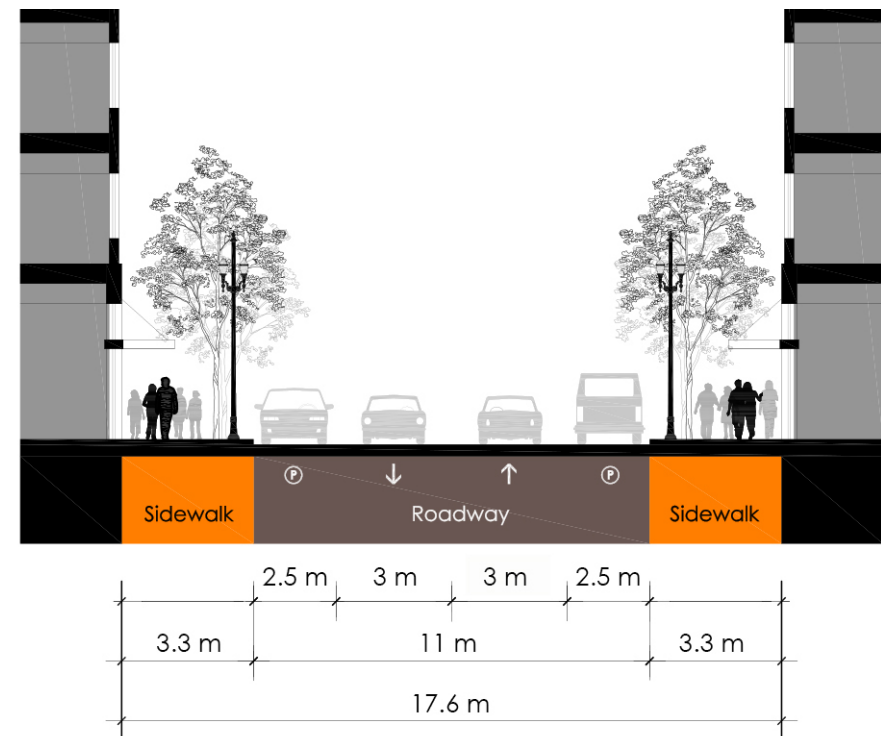 P ↓ ↑ P
Sidewalk Roadway Sidewalk
2.5 m 3 m 3 m 2.5 m
3.3 m 11 m 3.3 m
17.6 m